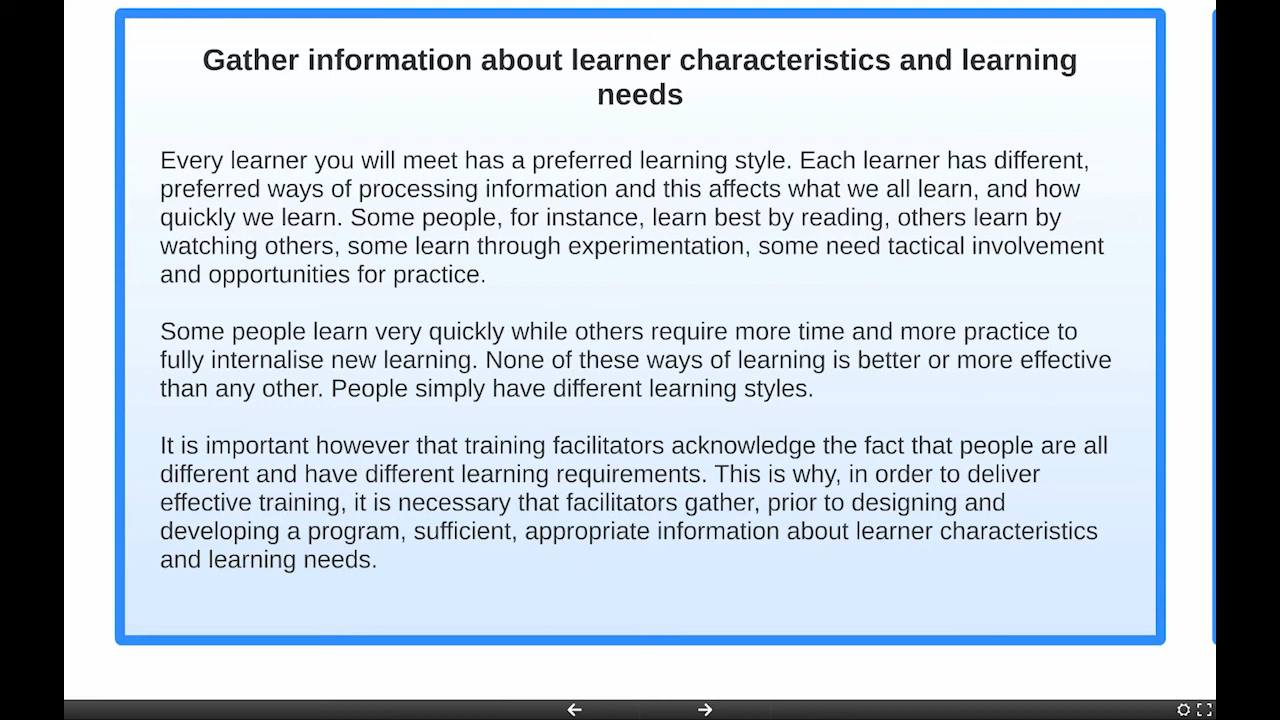 Gather information about learner characteristics and learning
needs
Every learner you will meet has a preferred learning style. Each learner has different,
preferred ways of processing information and this affects what we all learn, and how
quickly we learn. Some people, for instance, learn best by reading, others learn by
watching others, some learn through experimentation, some need tactical involvement
and opportunities for practice.
Some people learn very quickly while others require more time and more practice to
fully internalise new learning. None of these ways of learning is better or more effective
than any other. People simply have different learning styles.
It is important however that training facilitators acknowledge the fact that people are all
different and have different learning requirements. This is why, in order to deliver
effective training, it is necessary that facilitators gather, prior to designing and
developing a program, sufficient, appropriate information about learner characteristics
and learning needs.